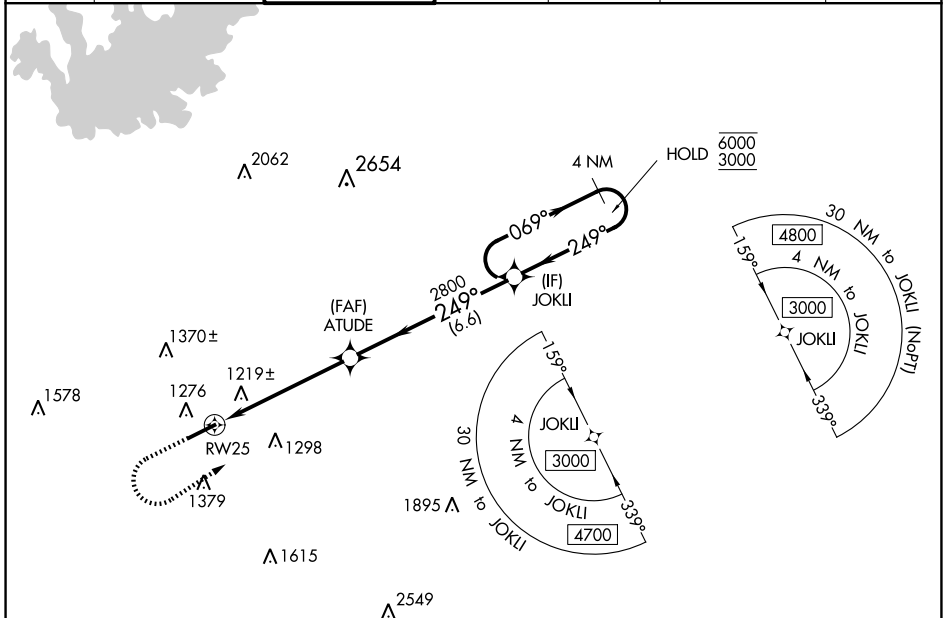 2062
2654
4 NM
HOLD 6000
3000
069°
249°
(IF)
JOKLI
2800
249°
(6.6)
(FAF)
ATUDE
1370±
1219±
1276
1578
RW25
1298
1379
1615
1895
2549
159°
4800
30 NM to JOKLI (NoPT)
4 NM to JOKLI
3000
JOKLI
339°
159°
JOKLI
3000
4 NM to JOKLI
30 NM to JOKLI
4700
339°